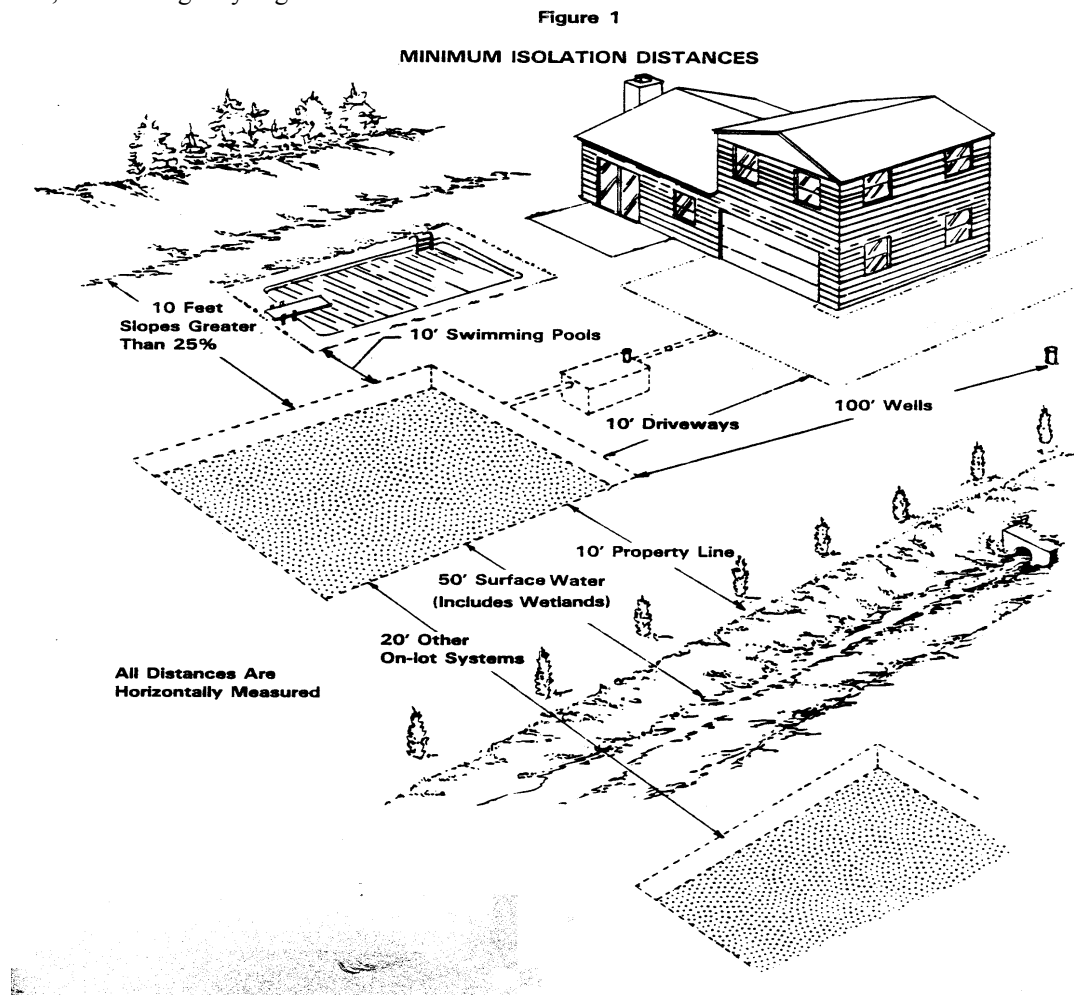 Figure 1
MINIMUM ISOLATION DISTANCES
10 Feet
Slopes Greater
Than 25%
10' Swimming Pools
100' Wells
10' Driveways
10' Property Line
50' Surface Water
(Includes Wetlands)
20' Other
On-lot Systems
All Distances Are
Horizontally Measured